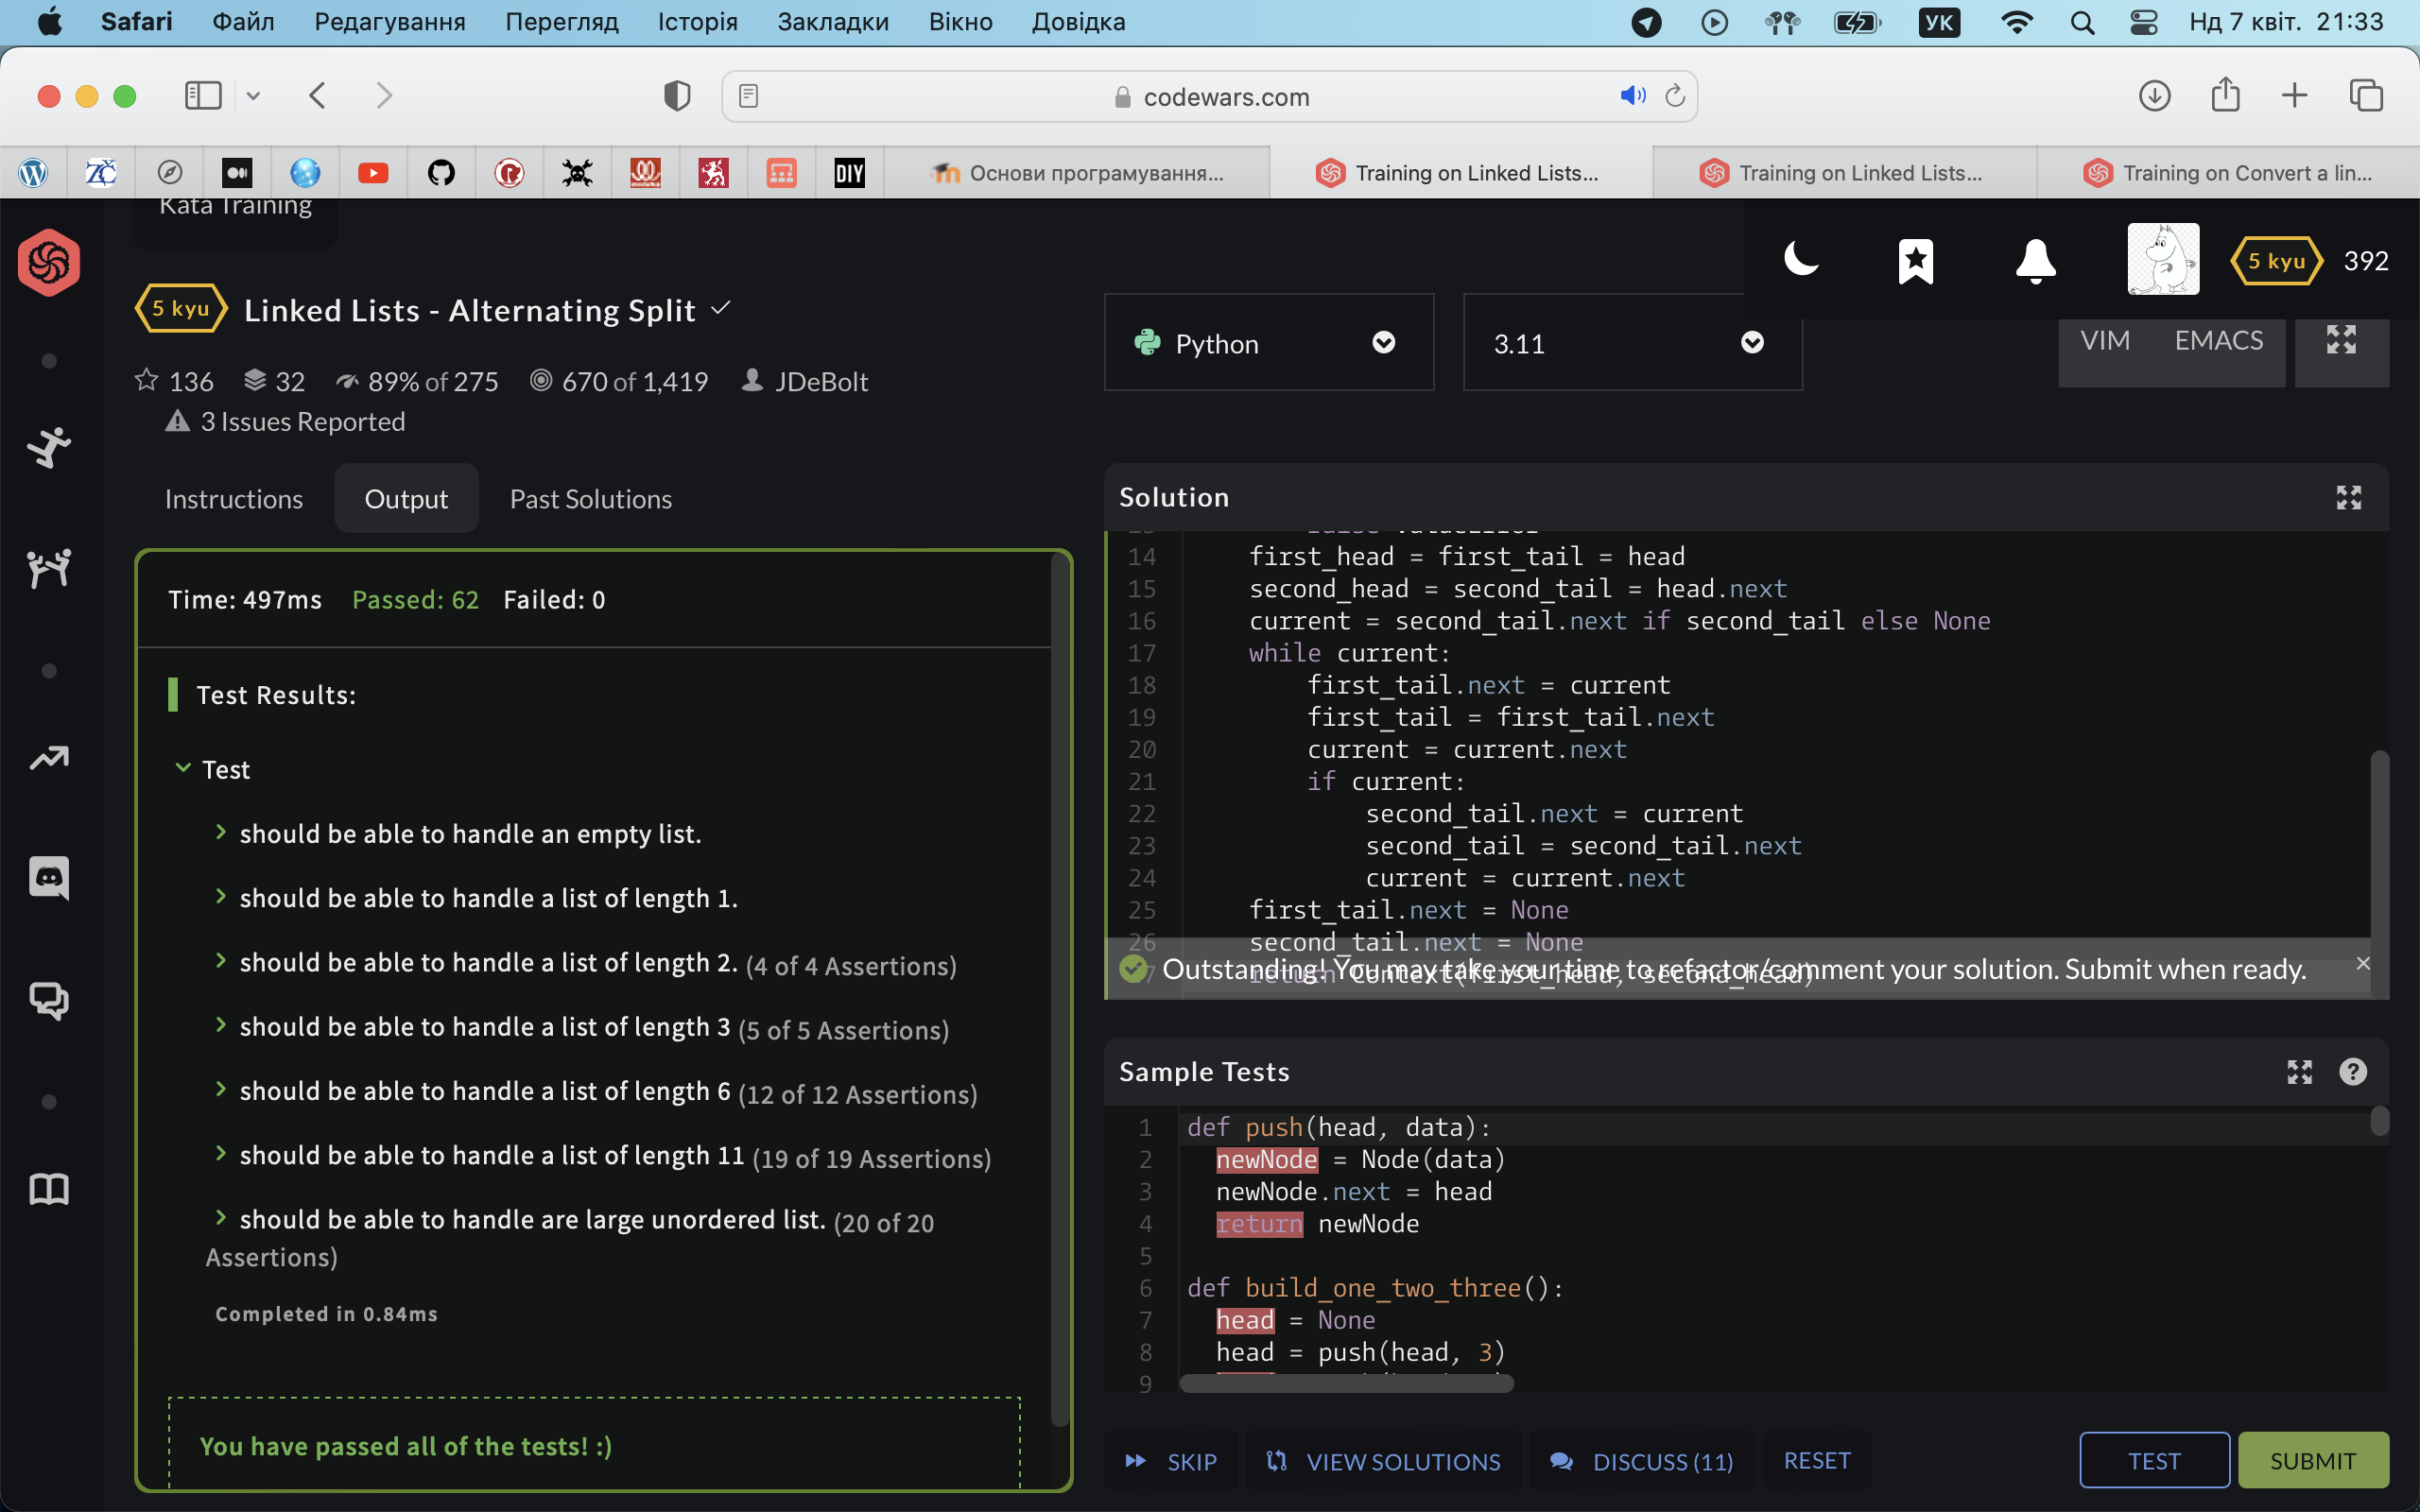 Safari Файл Редагування Перегляд Історія Закладки Вікно Довідка УК Нд 7 квіт. 21:33
codewars.com
DIY Основи програмування... Training on Linked Lists... Training on Linked Lists... Training on Convert a lin...
Kata Training
5 kyu 392
5 kyu Linked Lists - Alternating Split
Python 3.11 VIM EMACS
136 32 89% of 275 670 of 1,419 JDeBolt
3 Issues Reported
Instructions Output Past Solutions
Time: 497ms Passed: 62 Failed: 0
Test Results:
Test
should be able to handle an empty list.
should be able to handle a list of length 1.
should be able to handle a list of length 2. (4 of 4 Assertions)
should be able to handle a list of length 3 (5 of 5 Assertions)
should be able to handle a list of length 6 (12 of 12 Assertions)
should be able to handle a list of length 11 (19 of 19 Assertions)
should be able to handle are large unordered list. (20 of 20
Assertions)
Completed in 0.84ms
You have passed all of the tests! :)
Solution
14 first_head = first_tail = head
15 second_head = second_tail = head.next
16 current = second_tail.next if second_tail else None
17 while current:
18 first_tail.next = current
19 first_tail = first_tail.next
20 current = current.next
21 if current:
22 second_tail.next = current
23 second_tail = second_tail.next
24 current = current.next
25 first_tail.next = None
26 second_tail.next = None
return Context(first_head, second_head)
Outstanding! You may take your time to refactor/comment your solution. Submit when ready.
Sample Tests
1 def push(head, data):
2 newNode = Node(data)
3 newNode.next = head
4 return newNode
5
6 def build_one_two_three():
7 head = None
8 head = push(head, 3)
9
SKIP VIEW SOLUTIONS DISCUSS (11) RESET TEST SUBMIT